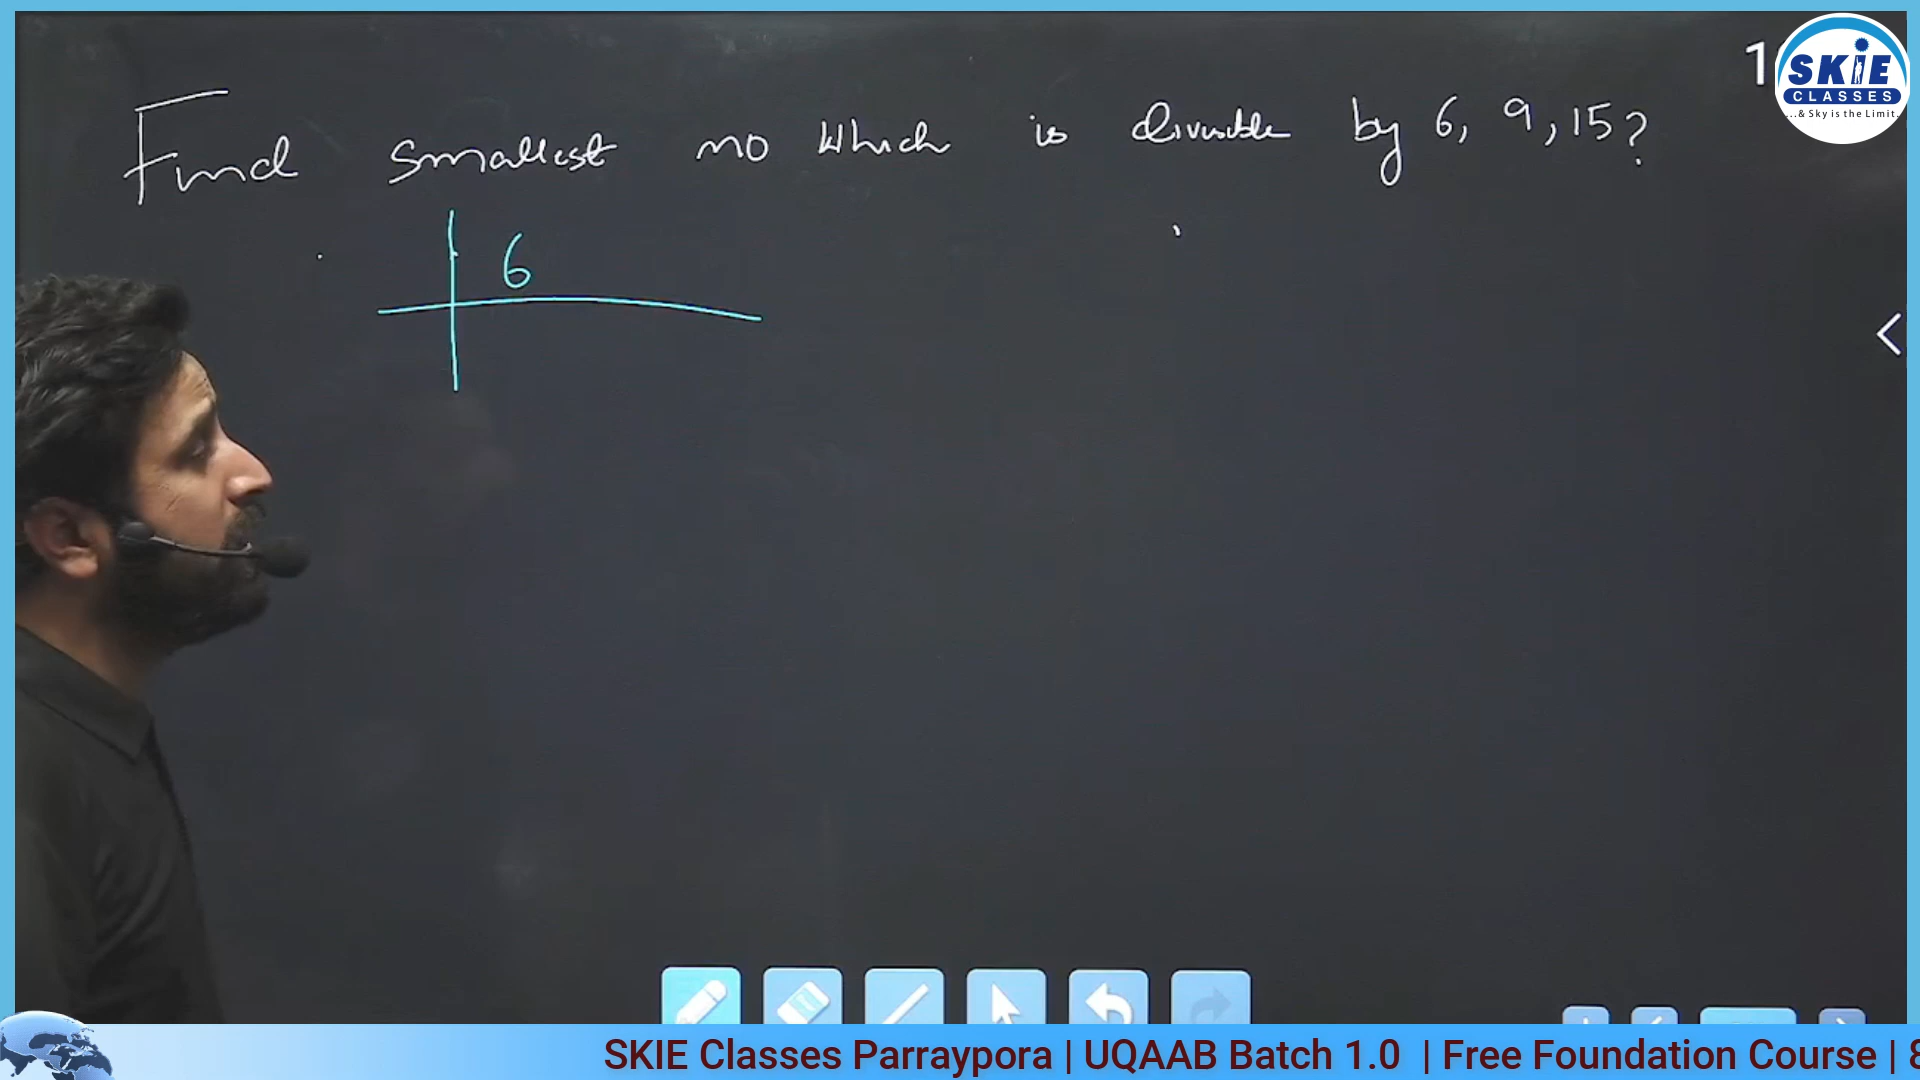 1
SKIE
CLASSES
...& Sky is the Limit.
Find smallest no which is divisible by 6, 9, 15?
6
SKIE Classes Parraypora | UQAAB Batch 1.0 | Free Foundation Course | 8